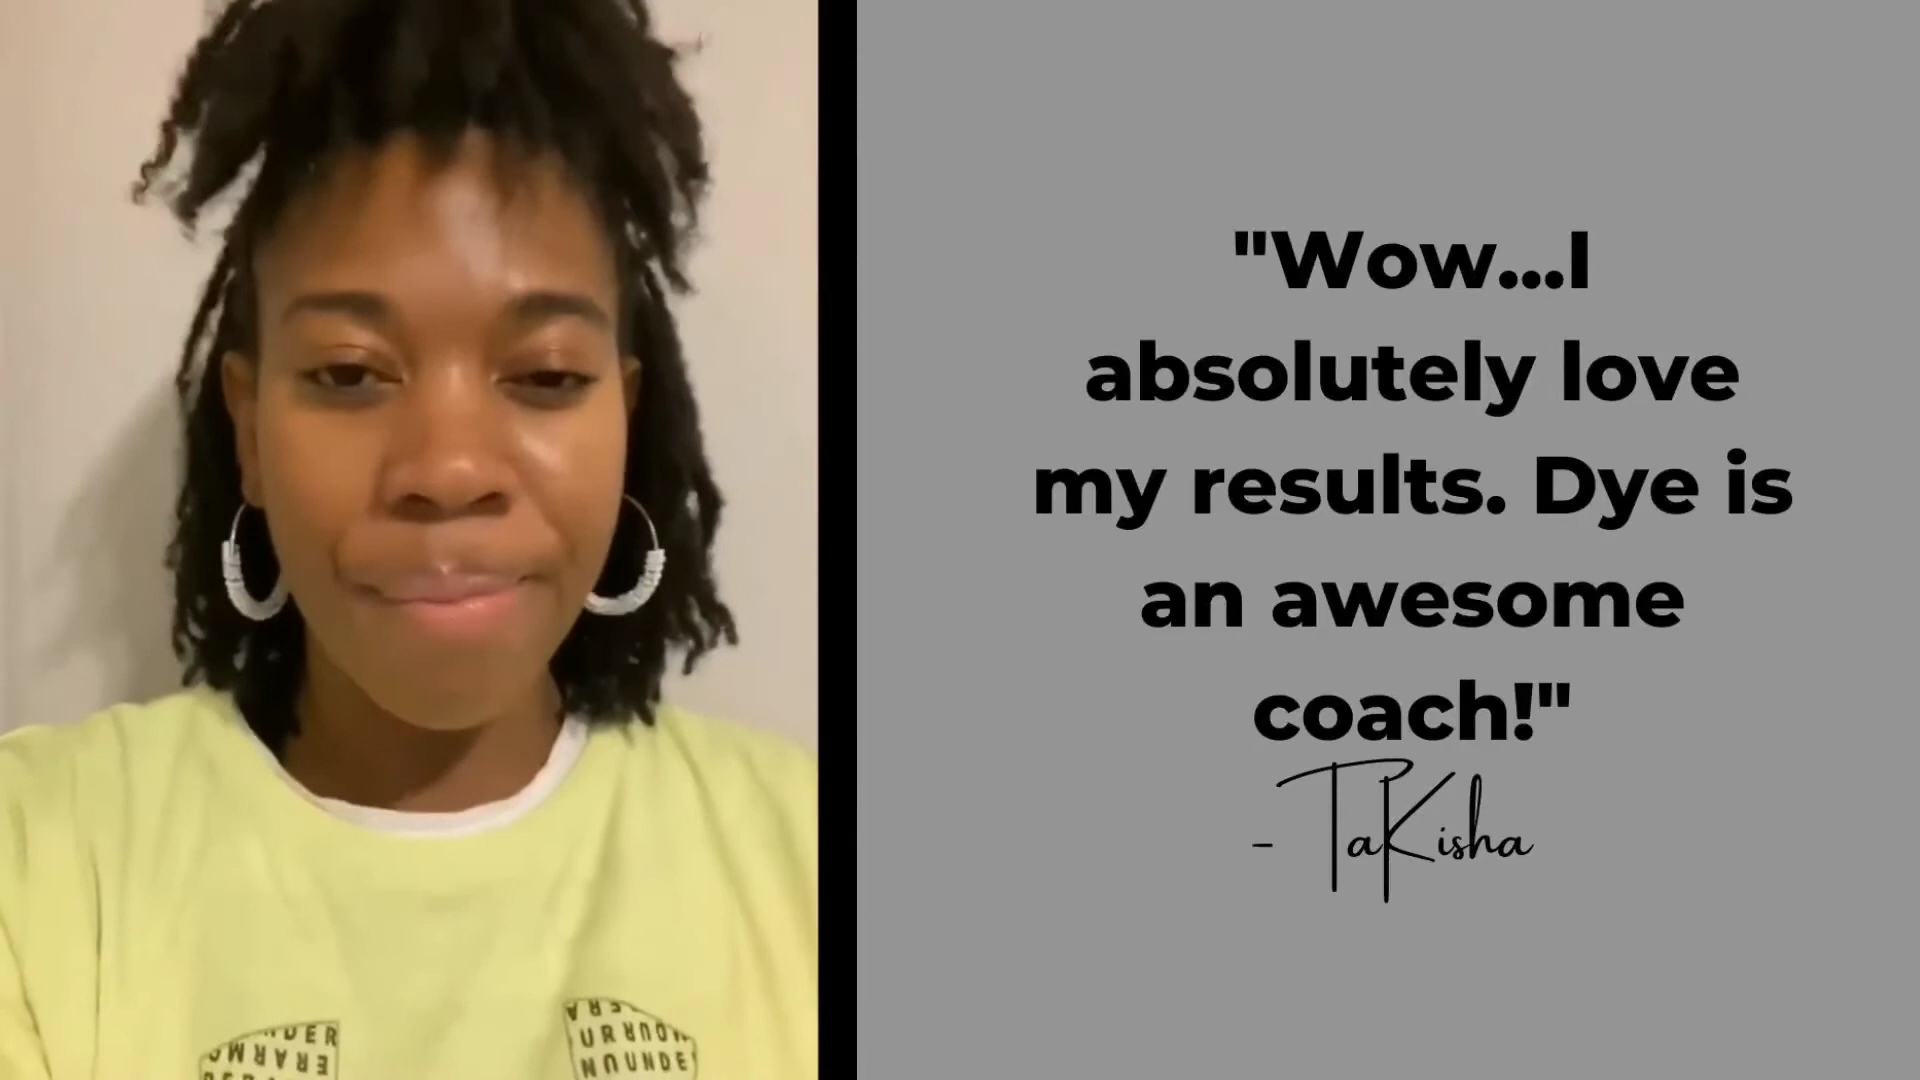 "Wow...I
absolutely love
my results. Dye is
an awesome
coach!"
- TaKisha